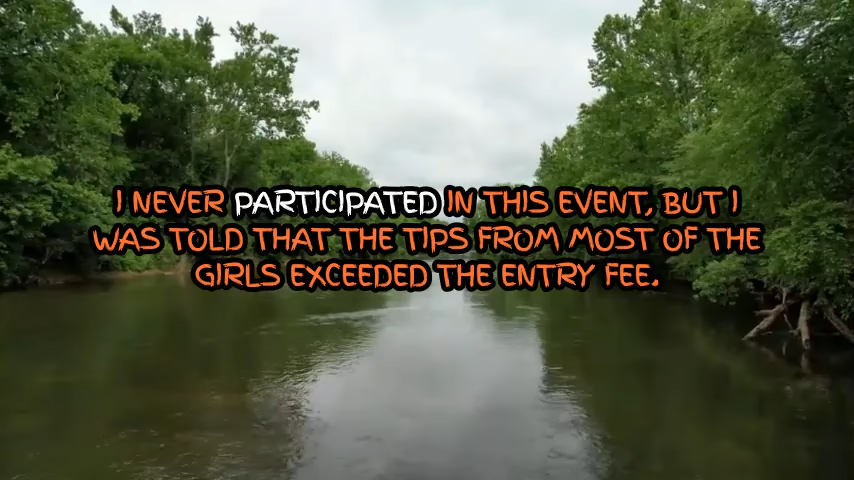 I NEVER PARTICIPATED IN THIS EVENT, BUT I
WAS TOLD THAT THE TIPS FROM MOST OF THE
GIRLS EXCEEDED THE ENTRY FEE.